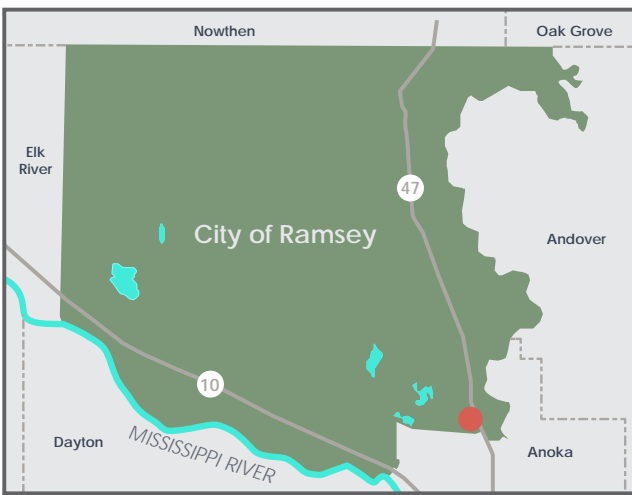 Nowthen
Oak Grove
Elk
River
47
City of Ramsey
Andover
10
Dayton
MISSISSIPPI RIVER
Anoka